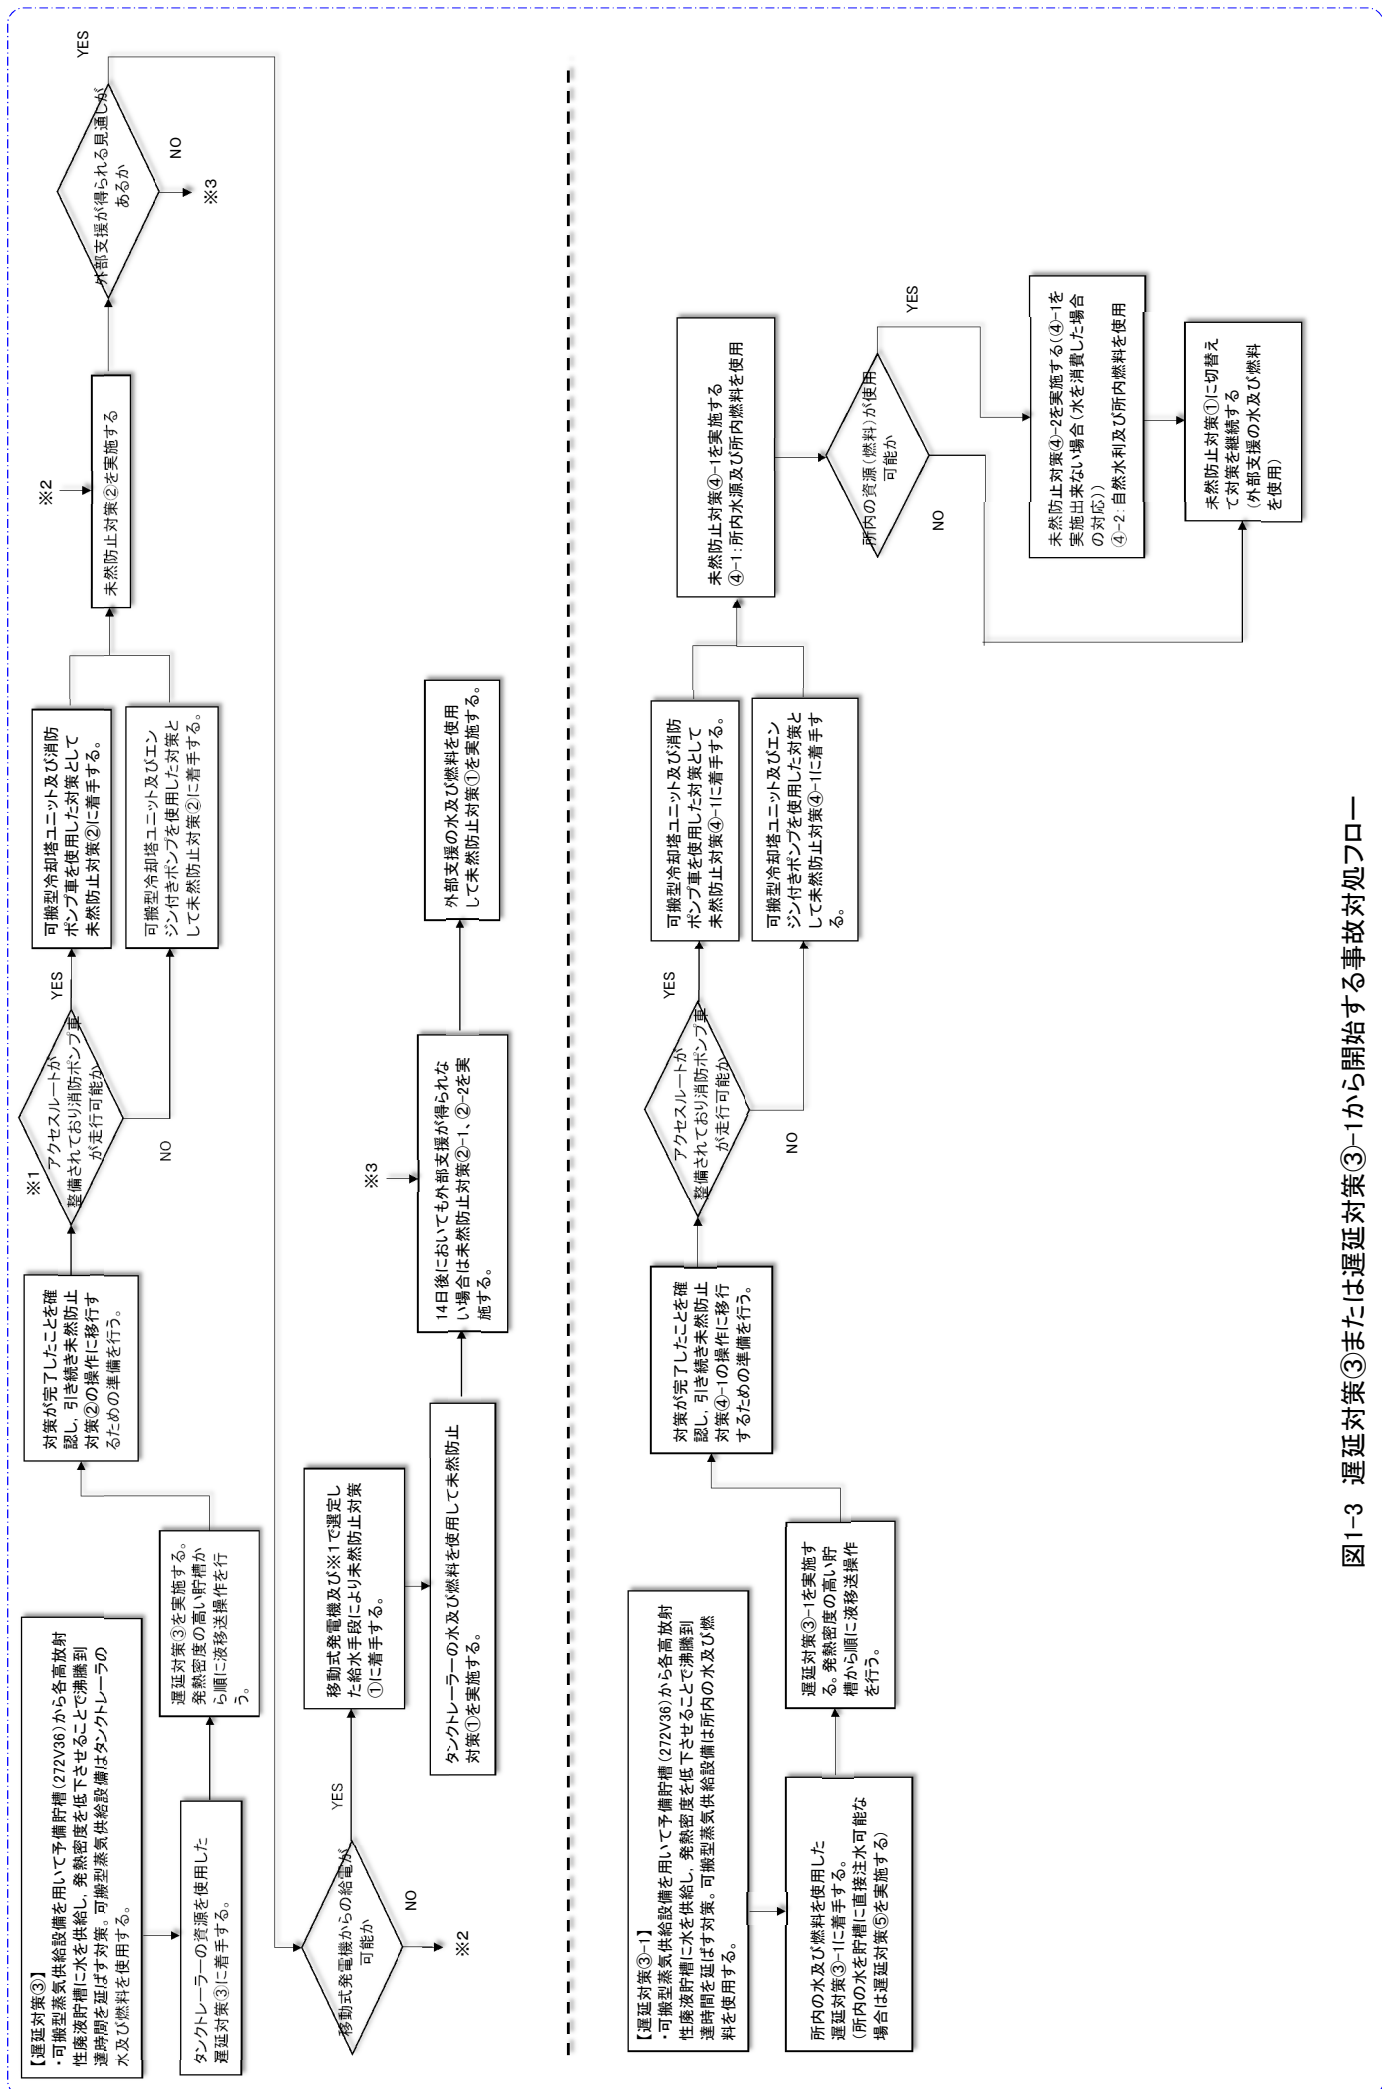 【遅延対策③】
・可搬型蒸気供給設備を用いて予備貯槽(272V36)から各高放射
性廃液貯槽に水を供給し，発熱密度を低下させることで沸騰到
達時間を延ばす対策。可搬型蒸気供給設備はタンクトレーラの
水及び燃料を使用する。
タンクトレーラーの資源を使用した
遅延対策③に着手する。
遅延対策③を実施する。
発熱密度の高い貯槽か
ら順に液移送操作を行
う。
対策が完了したことを確
認し，引き続き未然防止
対策②の操作に移行す
るための準備を行う。
※1
アクセスルートが
整備されており消防ポンプ車
が走行可能か
YES
NO
可搬型冷却塔ユニット及び消防
ポンプ車を使用した対策として
未然防止対策②に着手する。
可搬型冷却塔ユニット及びエン
ジン付きポンプを使用した対策と
して未然防止対策②に着手する。
※2
未然防止対策②を実施する
外部支援が得られる見通しが
あるか
YES
NO
※3
移動式発電機からの給電が
可能か
YES
NO
※2
移動式発電機及び※1で選定し
た給水手段により未然防止対策
①に着手する。
タンクトレーラーの水及び燃料を使用して未然防止
対策①を実施する。
※3
14日後においても外部支援が得られな
い場合は未然防止対策②-1、②-2を実
施する。
外部支援の水及び燃料を使用
して未然防止対策①を実施する。
【遅延対策③-1】
・可搬型蒸気供給設備を用いて予備貯槽(272V36)から各高放射
性廃液貯槽に水を供給し，発熱密度を低下させることで沸騰到
達時間を延ばす対策。可搬型蒸気供給設備は所内の水及び燃
料を使用する。
所内の水及び燃料を使用した
遅延対策③-1に着手する。
(所内の水を貯槽に直接注水可能な
場合は遅延対策⑤を実施する)
遅延対策③-1を実施す
る。発熱密度の高い貯
槽から順に液移送操作
を行う。
対策が完了したことを確
認し，引き続き未然防止
対策④-1の操作に移行
するための準備を行う。
アクセスルートが
整備されており消防ポンプ車
が走行可能か
YES
NO
可搬型冷却塔ユニット及び消防
ポンプ車を使用した対策として
未然防止対策④-1に着手する。
可搬型冷却塔ユニット及びエン
ジン付きポンプを使用した対策と
して未然防止対策④-1に着手す
る。
未然防止対策④-1を実施する
④-1：所内水源及び所内燃料を使用
所内の資源(燃料)が使用
可能か
YES
NO
未然防止対策④-2を実施する(④-1を
実施出来ない場合(水を消費した場合
の対応))
④-2：自然水利及び所内燃料を使用
未然防止対策①に切替え
て対策を継続する
(外部支援の水及び燃料
を使用)
図1-3 遅延対策③または遅延対策③-1から開始する事故対処フロー